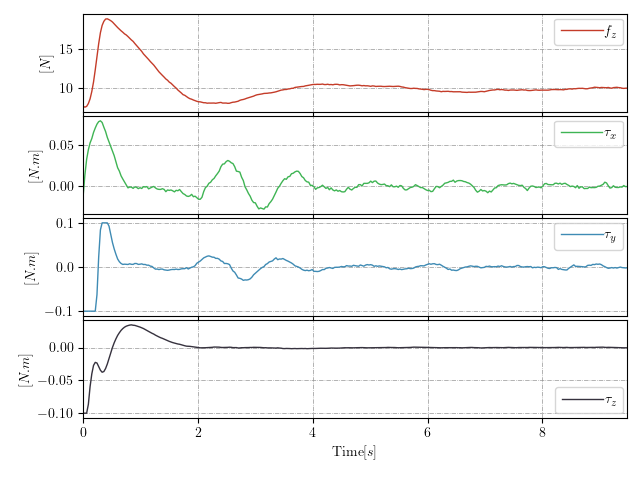 15
10
[N]
f_z
0.05
0.00
[N.m]
τ_x
0.1
0.0
−0.1
[N.m]
τ_y
0.00
−0.05
−0.10
[N.m]
τ_z
0 2 4 6 8
Time[s]